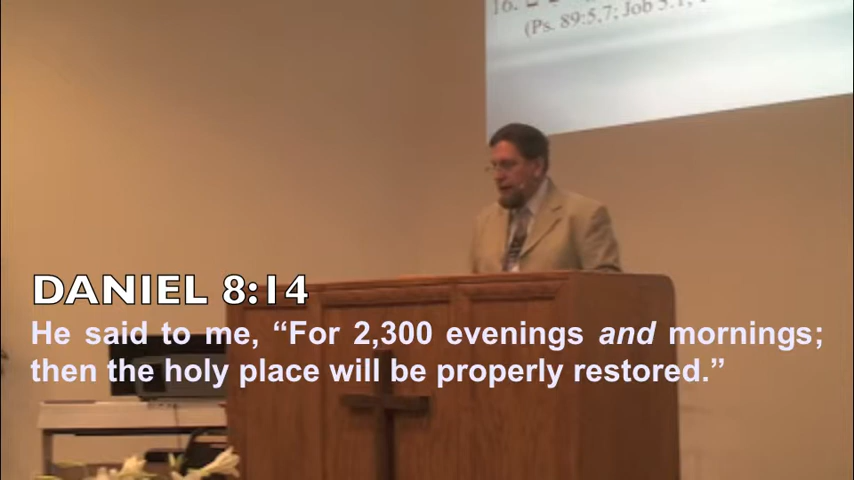 16.
(Ps. 89:5,7; Job 5:1,
DANIEL 8:14
He said to me, “For 2,300 evenings and mornings;
then the holy place will be properly restored.”